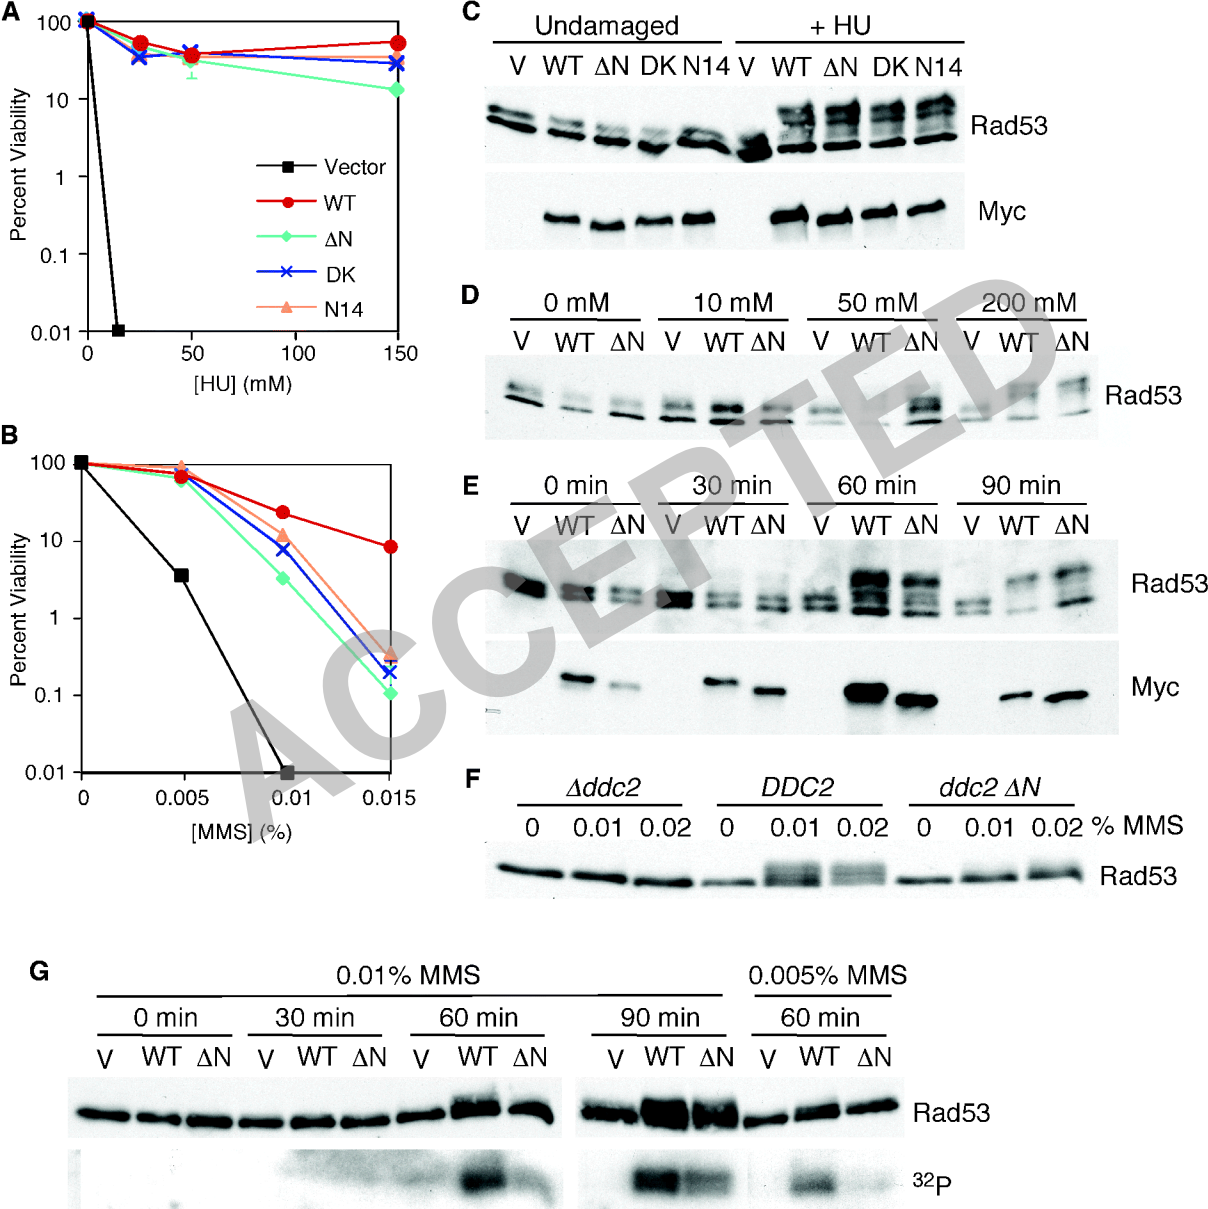 A
100
10
1
0.1
0.01
Percent Viability
0 50 100 150
[HU] (mM)
Vector
WT
ΔN
DK
N14
B
100
10
1
0.1
0.01
Percent Viability
0 0.005 0.01 0.015
[MMS] (%)
C
Undamaged + HU
V WT ΔN DK N14 V WT ΔN DK N14
Rad53
Myc
D
0 mM 10 mM 50 mM 200 mM
V WT ΔN V WT ΔN V WT ΔN V WT ΔN
Rad53
E
0 min 30 min 60 min 90 min
V WT ΔN V WT ΔN V WT ΔN V WT ΔN
Rad53
Myc
F
Δddc2 DDC2 ddc2 ΔN
0 0.01 0.02 0 0.01 0.02 0 0.01 0.02 % MMS
Rad53
G
0.01% MMS 0.005% MMS
0 min 30 min 60 min 90 min 60 min
V WT ΔN V WT ΔN V WT ΔN V WT ΔN V WT ΔN
Rad53
³²P
ACCEPTED